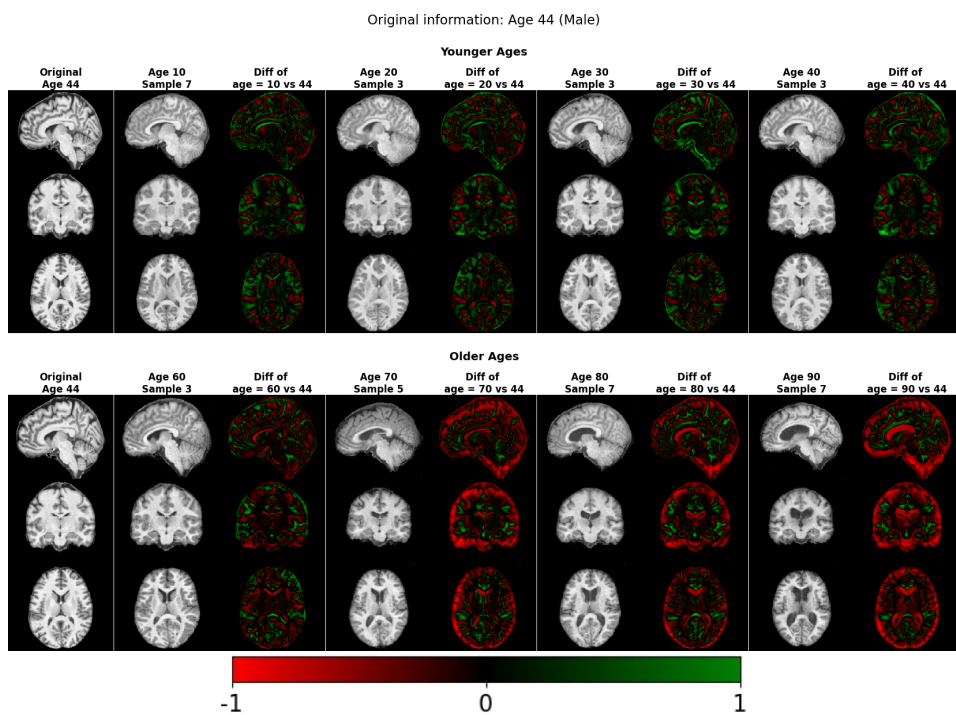 Original information: Age 44 (Male)
Younger Ages
Original Age 10 Diff of Age 20 Diff of Age 30 Diff of Age 40 Diff of
Age 44 Sample 7 age = 10 vs 44 Sample 3 age = 20 vs 44 Sample 3 age = 30 vs 44 Sample 3 age = 40 vs 44
Older Ages
Original Age 60 Diff of Age 70 Diff of Age 80 Diff of Age 90 Diff of
Age 44 Sample 3 age = 60 vs 44 Sample 5 age = 70 vs 44 Sample 7 age = 80 vs 44 Sample 7 age = 90 vs 44
-1 0 1